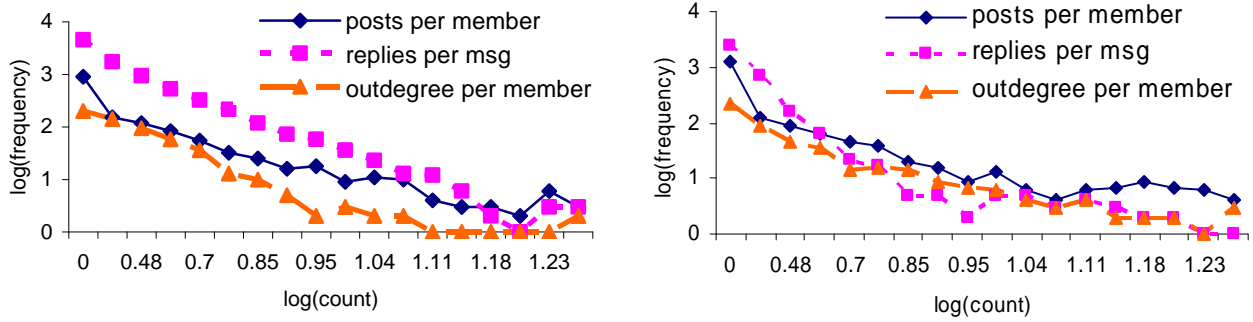 posts per member
replies per msg
outdegree per member
log(frequency)
4
3
2
1
0
0 0.48 0.7 0.85 0.95 1.04 1.11 1.18 1.23
log(count)
posts per member
replies per msg
outdegree per member
log(frequency)
4
3
2
1
0
0 0.48 0.7 0.85 0.95 1.04 1.11 1.18 1.23
log(count)